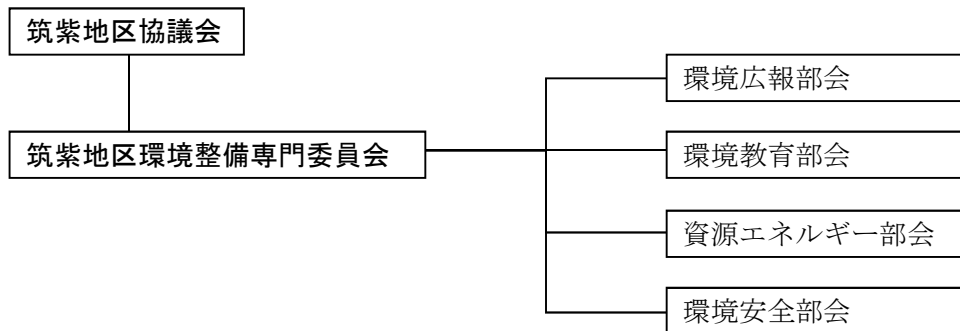 筑紫地区協議会
筑紫地区環境整備専門委員会
環境広報部会
環境教育部会
資源エネルギー部会
環境安全部会